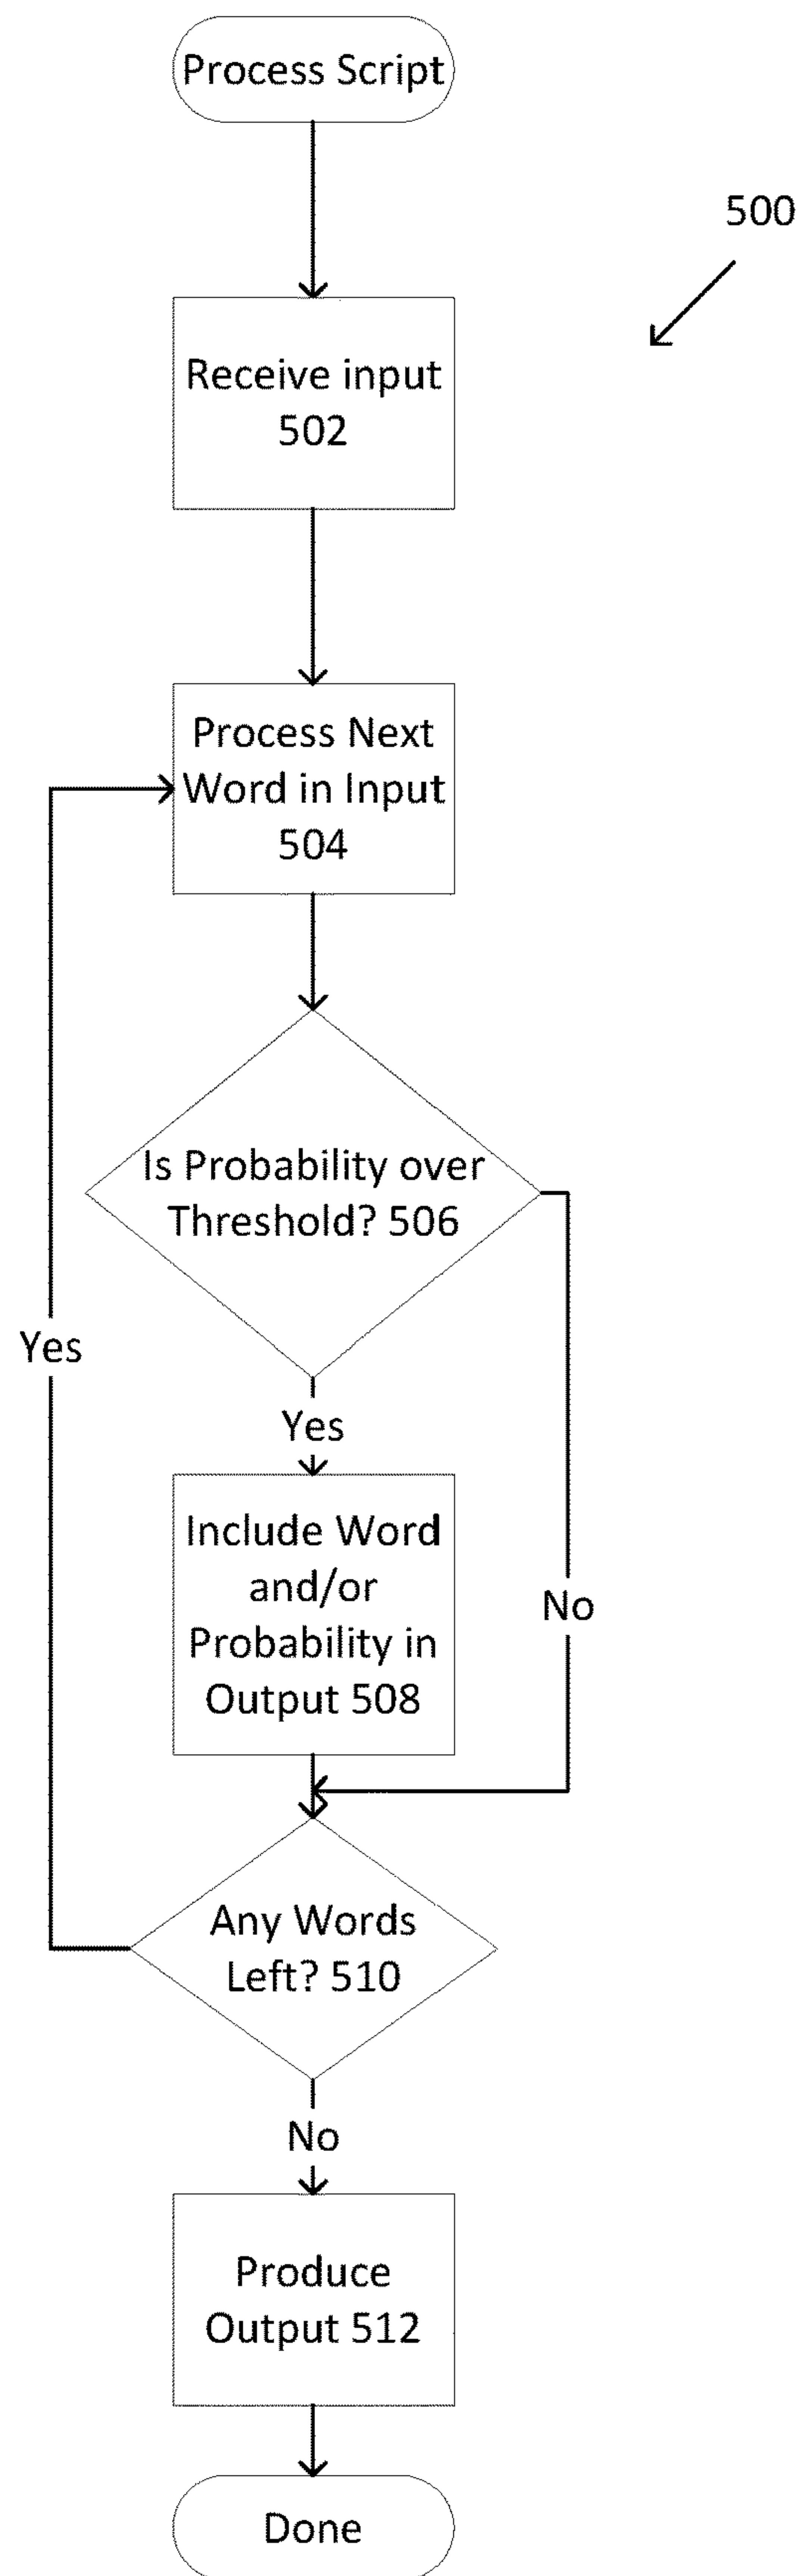 Process Script
500
Receive input
502
Process Next
Word in Input
504
Is Probability over
Threshold? 506
Yes
Yes
Include Word
and/or
Probability in
Output 508
No
Any Words
Left? 510
No
Produce
Output 512
Done